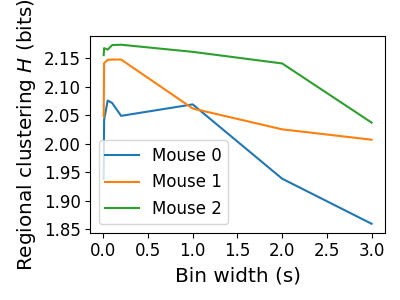 Regional clustering H (bits)
2.15
2.10
2.05
2.00
1.95
1.90
1.85
Mouse 0
Mouse 1
Mouse 2
0.0 0.5 1.0 1.5 2.0 2.5 3.0
Bin width (s)